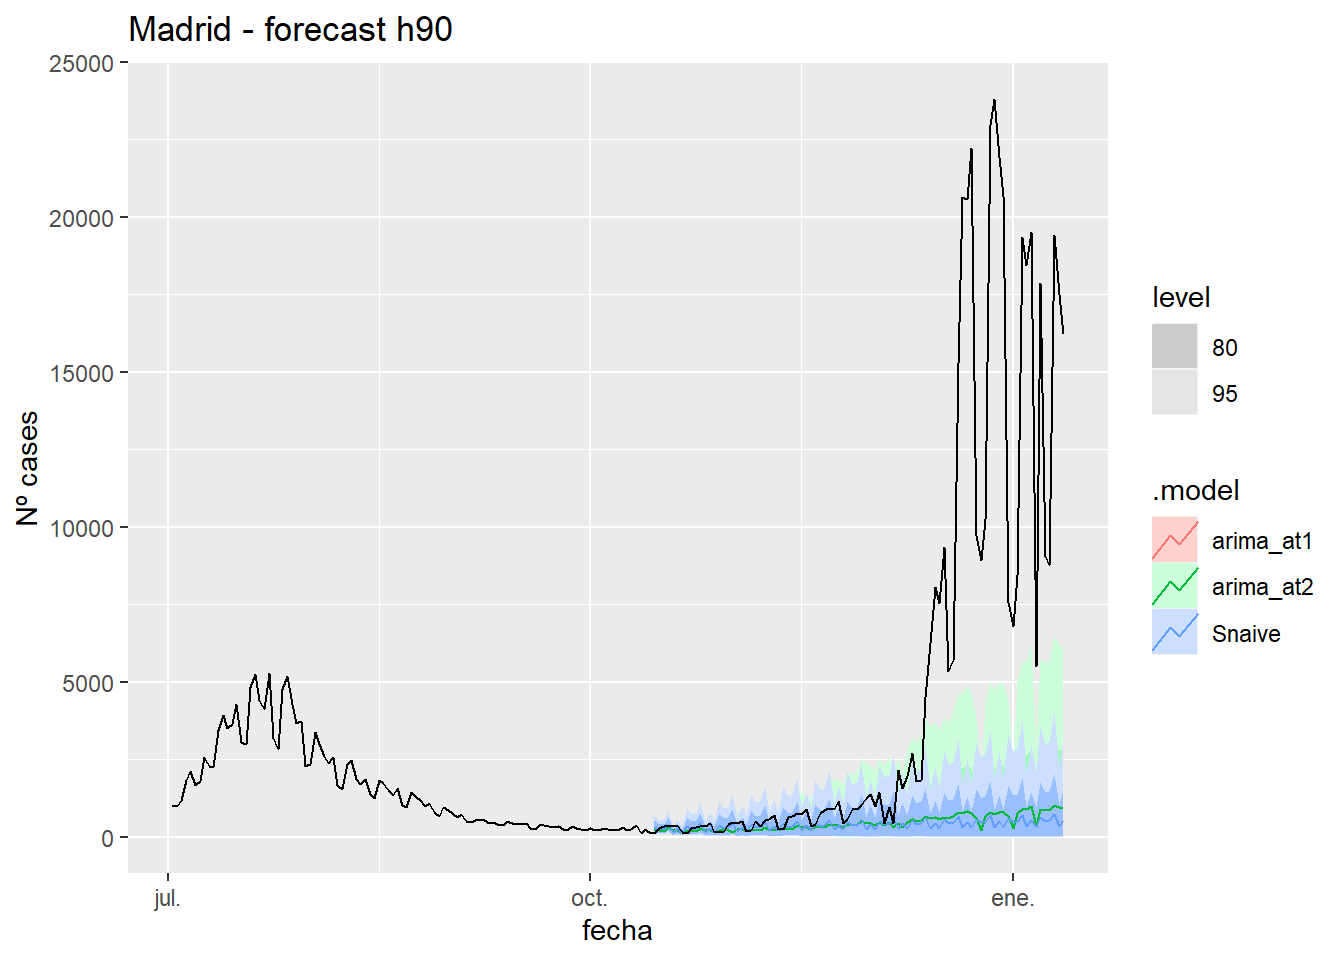 Madrid - forecast h90
25000
20000
15000
10000
5000
0
Nº cases
jul.
oct.
ene.
fecha
level
80
95
.model
arima_at1
arima_at2
Snaive